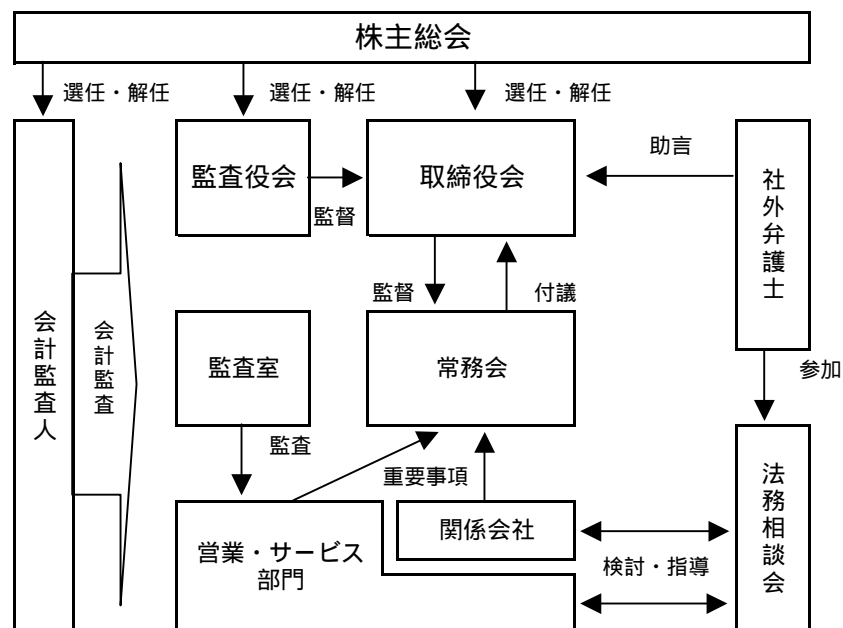 株主総会
選任・解任
選任・解任
選任・解任
監査役会
監督
取締役会
助言
社外弁護士
会計監査人
会計監査
監督
付議
監査室
常務会
参加
監査
重要事項
営業・サービス
部門
関係会社
検討・指導
法務相談会